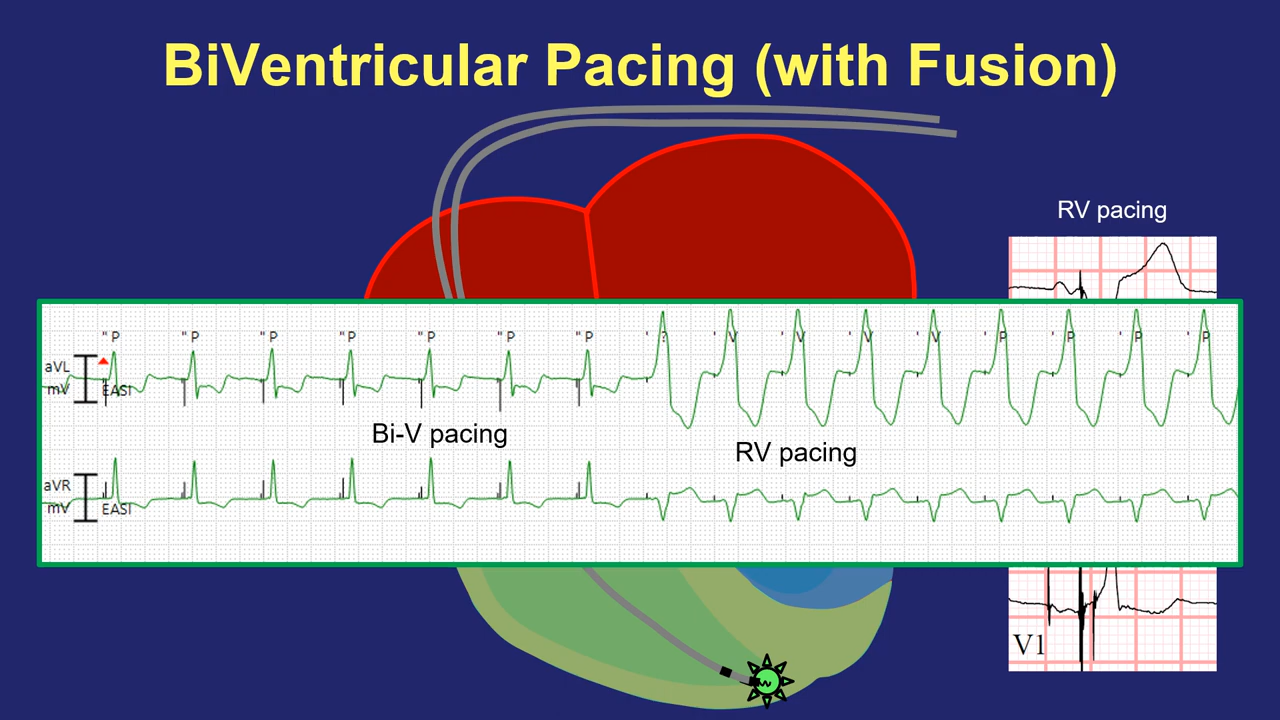 BiVentricular Pacing (with Fusion)
RV pacing
" P " P " P " P " P " P " P ' ? ' V ' V ' V ' V ' P ' P ' P ' P
aVL
mV EASI
Bi-V pacing
RV pacing
aVR
mV EASI
V1